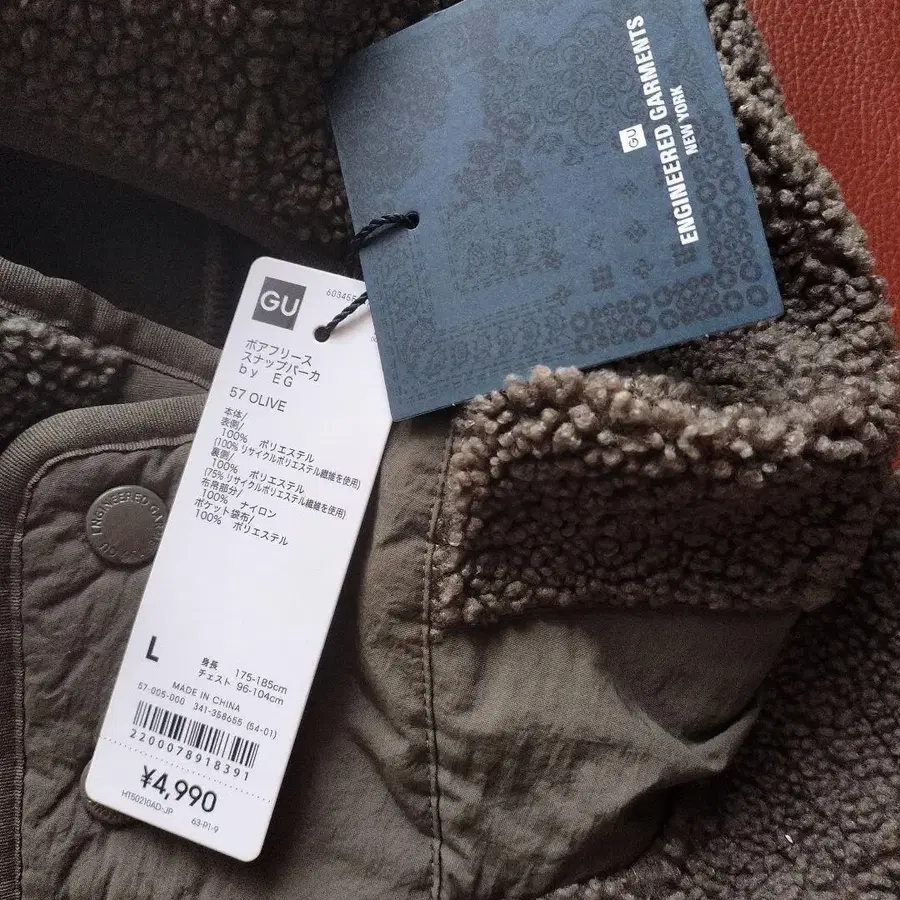 GU
ENGINEERED GARMENTS
NEW YORK
GU
ボアフリース
スナップパーカ
by EG
57 OLIVE
本体/
表側/
100% ポリエステル
(100% リサイクルポリエステル繊維を使用)
裏側/
100% ポリエステル
(75% リサイクルポリエステル繊維を使用)
布帛部分/
100% ナイロン
ポケット袋布/
100% ポリエステル
L
身長 175-185cm
チェスト 96-104cm
MADE IN CHINA
57-005-000 341-358655 (54-01)
2200078918391
¥4,990
HT50210AD-JP 63-P1-9
ENGINEERED